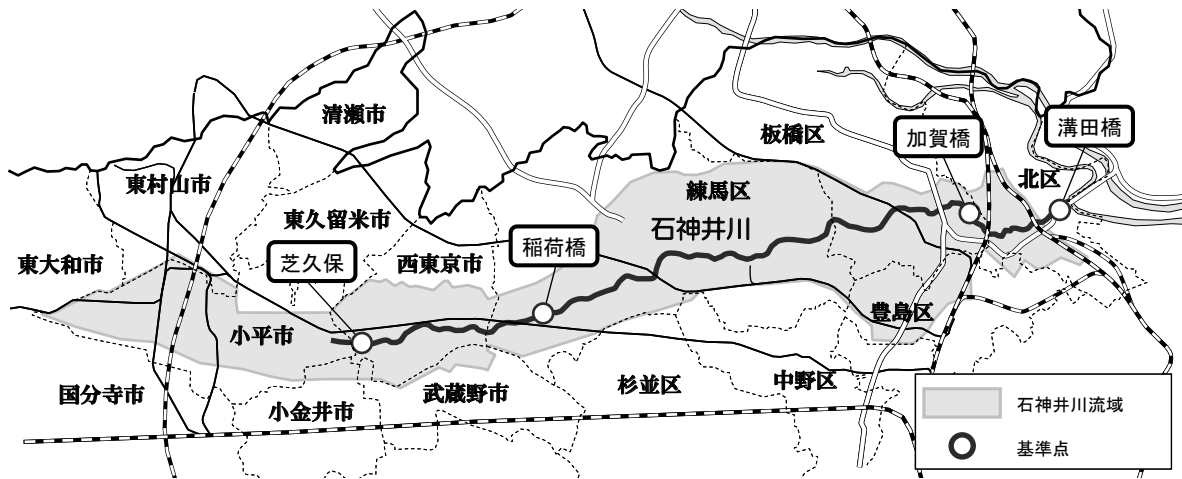 清瀬市
板橋区
加賀橋
溝田橋
東村山市
練馬区
北区
東久留米市
石神井川
東大和市
芝久保
西東京市
稲荷橋
小平市
豊島区
国分寺市
小金井市
武蔵野市
杉並区
中野区
石神井川流域
基準点